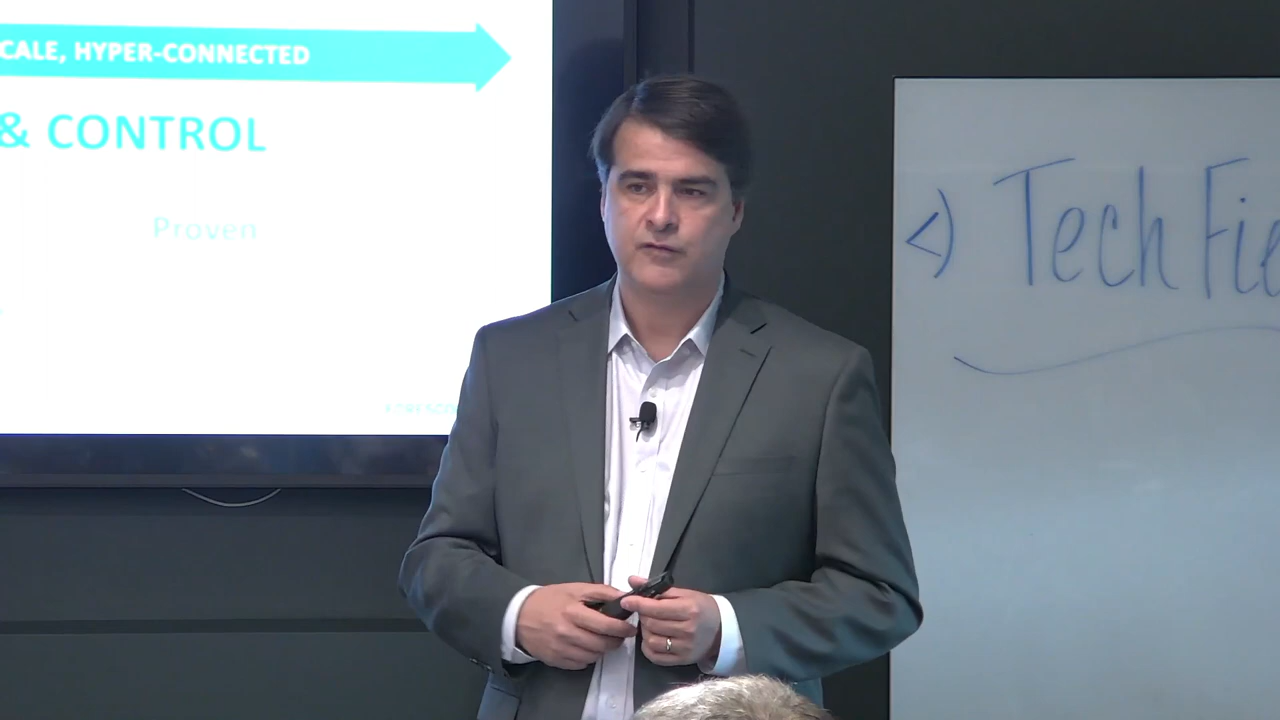 CALE, HYPER-CONNECTED
& CONTROL
Proven
<) Tech Fie